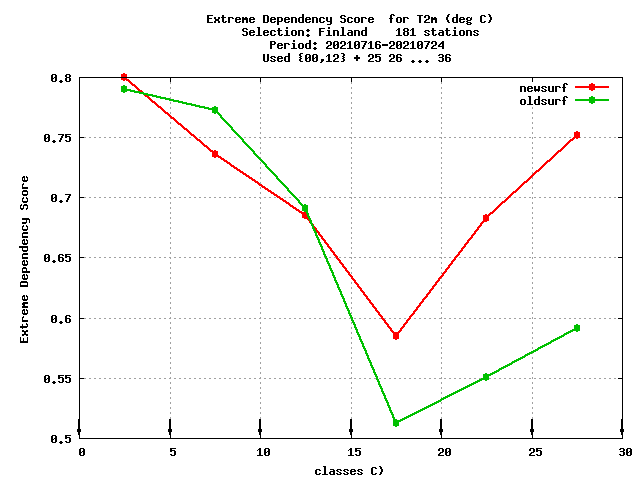 Extreme Dependency Score  for T2m (deg C)
Selection: Finland    181 stations
Period: 20210716-20210724
Used {00,12} + 25 26 ... 36
newsurf
oldsurf
Extreme Dependency Score
0.8
0.75
0.7
0.65
0.6
0.55
0.5
0 5 10 15 20 25 30
classes C)